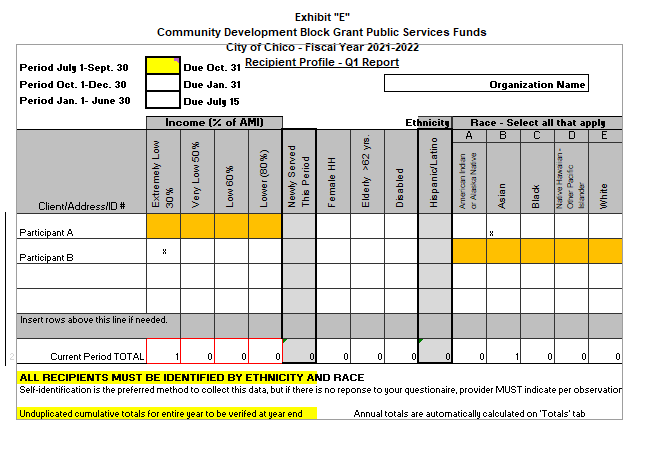 Exhibit "E"
Community Development Block Grant Public Services Funds
City of Chico - Fiscal Year 2021-2022
Recipient Profile - Q1 Report
Period July 1-Sept. 30 Due Oct. 31
Period Oct. 1-Dec. 30 Due Jan. 31
Organization Name
Period Jan. 1- June 30 Due July 15
Income (% of AMI) Ethnicity Race - Select all that apply
A B C D E
Client/Address/ID #
Extremely Low
30%
Very Low 50%
Low 60%
Lower (80%)
Newly Served
This Period
Female HH
Elderly >62 yrs.
Disabled
Hispanic/Latino
American Indian
or Alaska Native
Asian
Black
Native Hawaiian -
Other Pacific
Islander
White
Participant A x
Participant B x
Insert rows above this line if needed.
Current Period TOTAL 1 0 0 0 0 0 0 0 0 0 1 0 0 0
ALL RECIPIENTS MUST BE IDENTIFIED BY ETHNICITY AND RACE
Self-identification is the preferred method to collect this data, but if there is no reponse to your questionaire, provider MUST indicate per observation
Unduplicated cumulative totals for entire year to be verifed at year end Annual totals are automatically calculated on 'Totals' tab